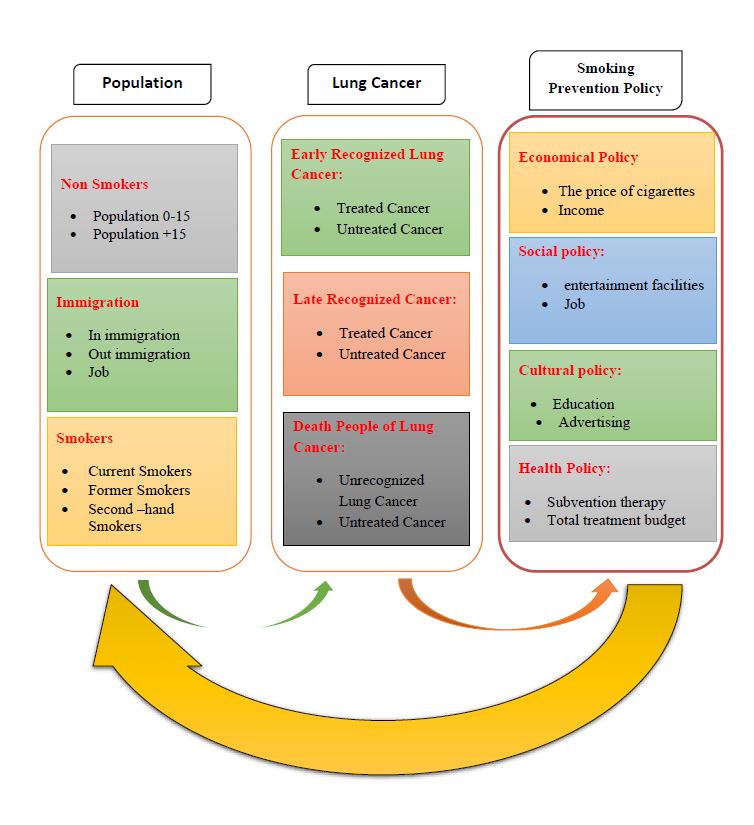 Population
Non Smokers
• Population 0-15
• Population +15
Immigration
• In immigration
• Out immigration
• Job
Smokers
• Current Smokers
• Former Smokers
• Second –hand
Smokers
Lung Cancer
Early Recognized Lung
Cancer:
• Treated Cancer
• Untreated Cancer
Late Recognized Cancer:
• Treated Cancer
• Untreated Cancer
Death People of Lung
Cancer:
• Unrecognized
Lung Cancer
• Untreated Cancer
Smoking
Prevention Policy
Economical Policy
• The price of cigarettes
• Income
Social policy:
• entertainment facilities
• Job
Cultural policy:
• Education
• Advertising
Health Policy:
• Subvention therapy
• Total treatment budget